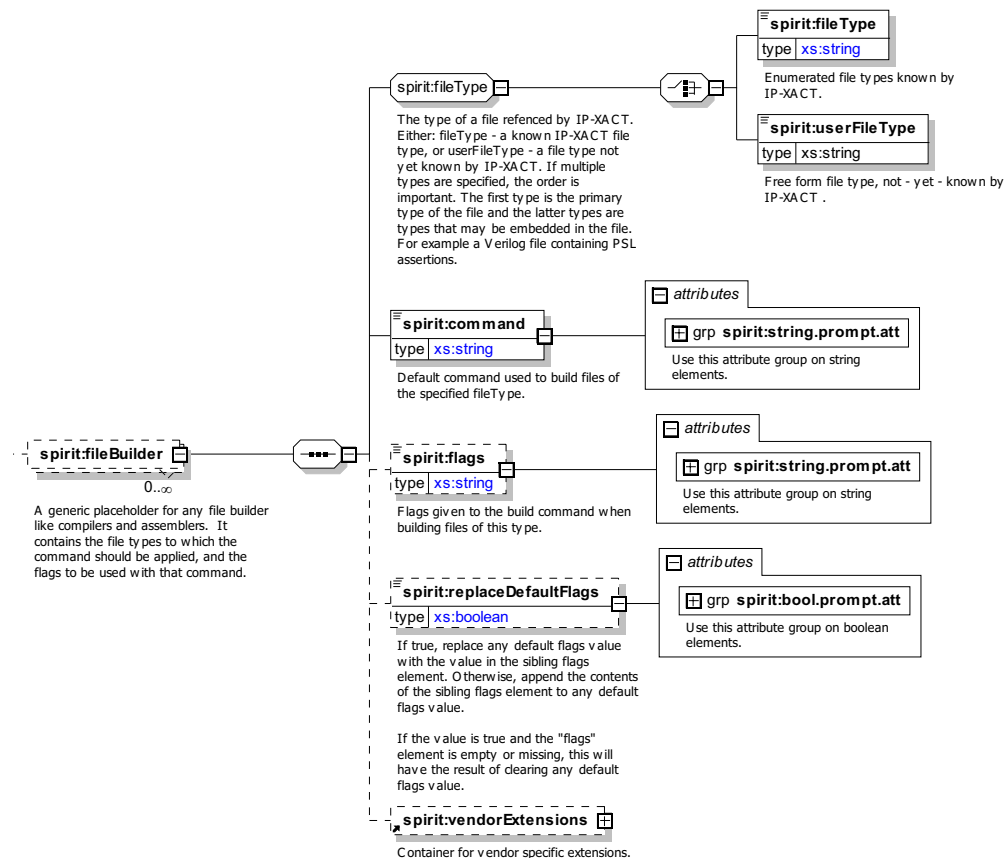 spirit:fileType
type xs:string
Enumerated file types known by
IP-XACT.
spirit:userFileType
type xs:string
Free form file type, not - yet - known by
IP-XACT .
spirit:fileType
The type of a file refenced by IP-XACT.
Either: fileType - a known IP-XACT file
type, or userFileType - a file type not
yet known by IP-XACT. If multiple
types are specified, the order is
important. The first type is the primary
type of the file and the latter types are
types that may be embedded in the file.
For example a Verilog file containing PSL
assertions.
spirit:command
type xs:string
Default command used to build files of
the specified fileType.
attributes
grp spirit:string.prompt.att
Use this attribute group on string
elements.
spirit:fileBuilder
0..∞
A generic placeholder for any file builder
like compilers and assemblers. It
contains the file types to which the
command should be applied, and the
flags to be used with that command.
spirit:flags
type xs:string
Flags given to the build command when
building files of this type.
attributes
grp spirit:string.prompt.att
Use this attribute group on string
elements.
spirit:replaceDefaultFlags
type xs:boolean
If true, replace any default flags value
with the value in the sibling flags
element. Otherwise, append the contents
of the sibling flags element to any default
flags value.
If the value is true and the "flags"
element is empty or missing, this will
have the result of clearing any default
flags value.
attributes
grp spirit:bool.prompt.att
Use this attribute group on boolean
elements.
spirit:vendorExtensions
Container for vendor specific extensions.